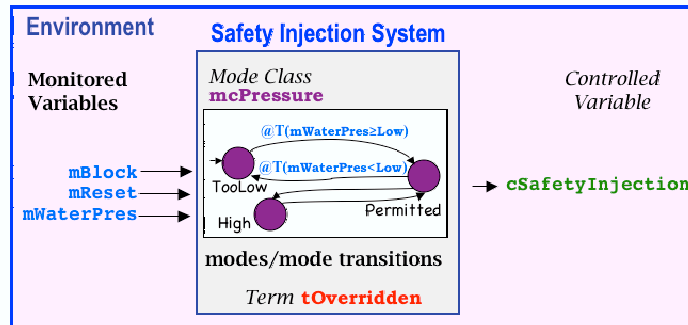 Environment
Safety Injection System
Monitored
Variables
Mode Class
mcPressure
Controlled
Variable
@T(mWaterPres≥Low)
@T(mWaterPres<Low)
TooLow
High
Permitted
mBlock
mReset
mWaterPres
cSafetyInjection
modes/mode transitions
Term tOverridden